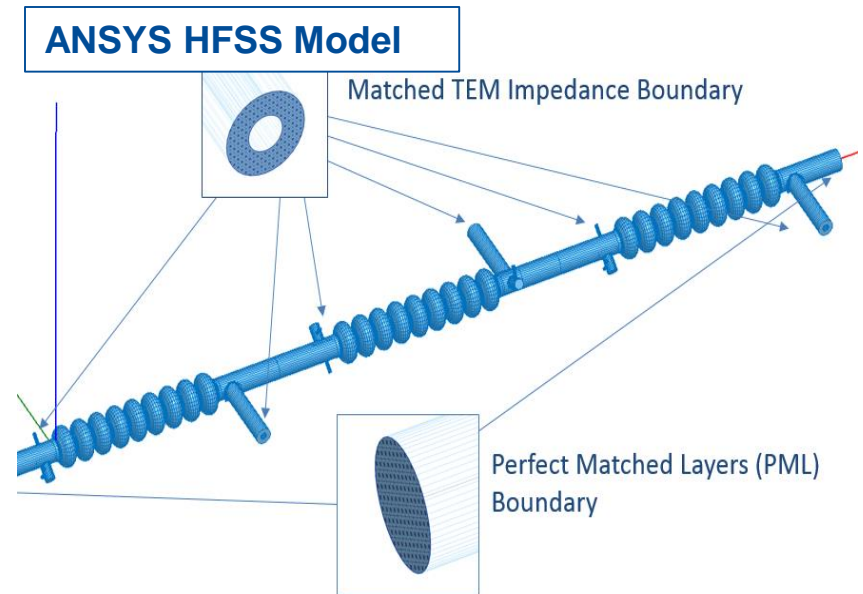 ANSYS HFSS Model
Matched TEM Impedance Boundary
Perfect Matched Layers (PML)
Boundary